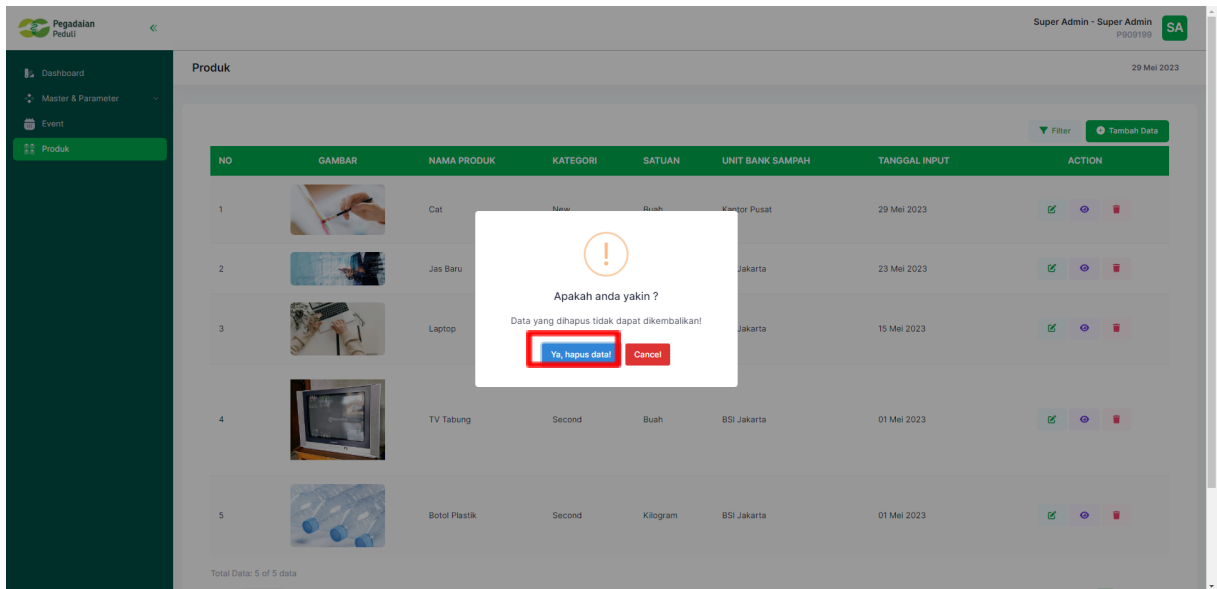 Pegadaian
Peduli
Super Admin - Super Admin
P909199
SA
Dashboard
Master & Parameter
Event
Produk
Produk
29 Mei 2023
Filter
Tambah Data
NO GAMBAR NAMA PRODUK KATEGORI SATUAN UNIT BANK SAMPAH TANGGAL INPUT ACTION
1 Cat New Buah Kantor Pusat 29 Mei 2023
2 Jas Baru Jakarta 23 Mei 2023
3 Laptop Jakarta 15 Mei 2023
4 TV Tabung Second Buah BSI Jakarta 01 Mei 2023
5 Botol Plastik Second Kilogram BSI Jakarta 01 Mei 2023
Total Data: 5 of 5 data
Apakah anda yakin ?
Data yang dihapus tidak dapat dikembalikan!
Ya, hapus data!
Cancel